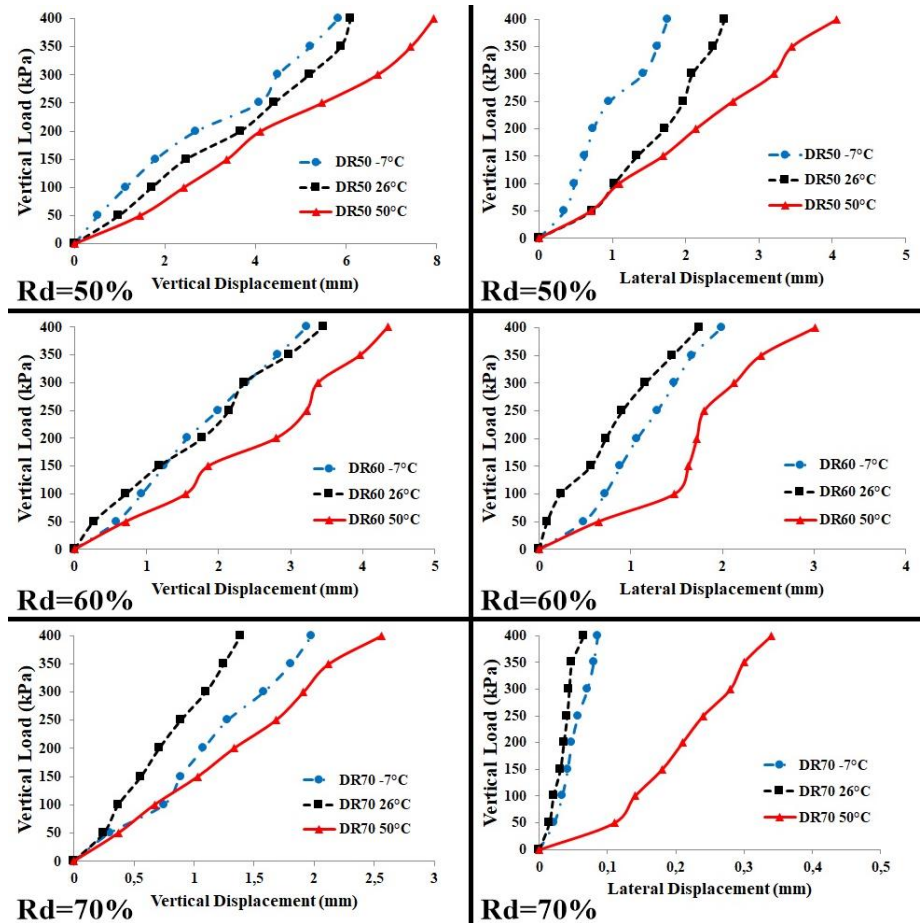 Vertical Load (kPa)
400
350
300
250
200
150
100
50
0
DR50 -7°C
DR50 26°C
DR50 50°C
0 2 4 6 8
Vertical Displacement (mm)
Rd=50%
Vertical Load (kPa)
400
350
300
250
200
150
100
50
0
DR50 -7°C
DR50 26°C
DR50 50°C
0 1 2 3 4 5
Lateral Displacement (mm)
Rd=50%
Vertical Load (kPa)
400
350
300
250
200
150
100
50
0
DR60 -7°C
DR60 26°C
DR60 50°C
0 1 2 3 4 5
Vertical Displacement (mm)
Rd=60%
Vertical Load (kPa)
400
350
300
250
200
150
100
50
0
DR60 -7°C
DR60 26°C
DR60 50°C
0 1 2 3 4
Lateral Displacement (mm)
Rd=60%
Vertical Load (kPa)
400
350
300
250
200
150
100
50
0
DR70 -7°C
DR70 26°C
DR70 50°C
0 0,5 1 1,5 2 2,5 3
Vertical Displacement (mm)
Rd=70%
Vertical Load (kPa)
400
350
300
250
200
150
100
50
0
DR70 -7°C
DR70 26°C
DR70 50°C
0 0,1 0,2 0,3 0,4 0,5
Lateral Displacement (mm)
Rd=70%